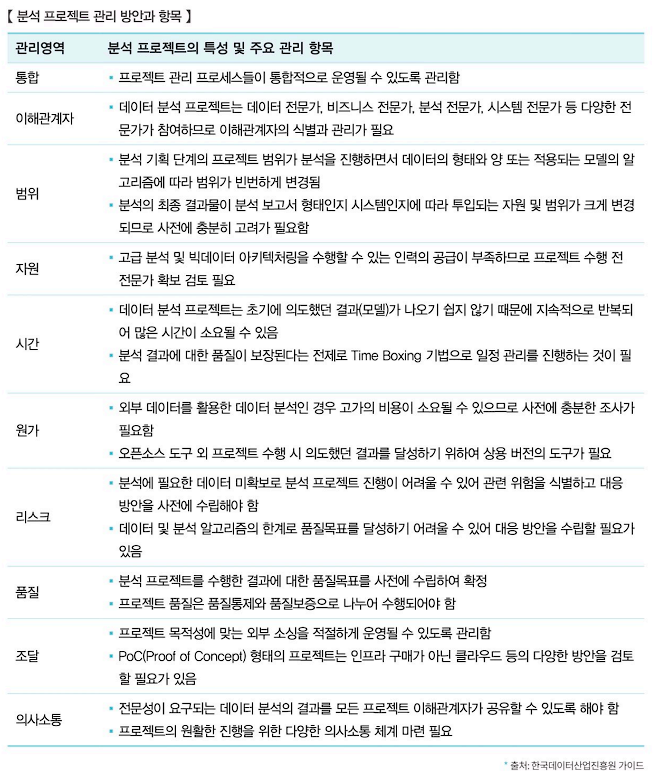 【 분석 프로젝트 관리 방안과 항목 】
관리영역 분석 프로젝트의 특성 및 주요 관리 항목
통합 ▪ 프로젝트 관리 프로세스들이 통합적으로 운영될 수 있도록 관리함
이해관계자 ▪ 데이터 분석 프로젝트는 데이터 전문가, 비즈니스 전문가, 분석 전문가, 시스템 전문가 등 다양한 전
문가가 참여하므로 이해관계자의 식별과 관리가 필요
범위 ▪ 분석 기획 단계의 프로젝트 범위가 분석을 진행하면서 데이터의 형태와 양 또는 적용되는 모델의 알
고리즘에 따라 범위가 빈번하게 변경됨
▪ 분석의 최종 결과물이 분석 보고서 형태인지 시스템인지에 따라 투입되는 자원 및 범위가 크게 변경
되므로 사전에 충분히 고려가 필요함
자원 ▪ 고급 분석 및 빅데이터 아키텍처링을 수행할 수 있는 인력의 공급이 부족하므로 프로젝트 수행 전
전문가 확보 검토 필요
시간 ▪ 데이터 분석 프로젝트는 초기에 의도했던 결과(모델)가 나오기 쉽지 않기 때문에 지속적으로 반복되
어 많은 시간이 소요될 수 있음
▪ 분석 결과에 대한 품질이 보장된다는 전제로 Time Boxing 기법으로 일정 관리를 진행하는 것이 필
요
원가 ▪ 외부 데이터를 활용한 데이터 분석인 경우 고가의 비용이 소요될 수 있으므로 사전에 충분한 조사가
필요함
▪ 오픈소스 도구 외 프로젝트 수행 시 의도했던 결과를 달성하기 위하여 상용 버전의 도구가 필요
리스크 ▪ 분석에 필요한 데이터 미확보로 분석 프로젝트 진행이 어려울 수 있어 관련 위험을 식별하고 대응
방안을 사전에 수립해야 함
▪ 데이터 및 분석 알고리즘의 한계로 품질목표를 달성하기 어려울 수 있어 대응 방안을 수립할 필요가
있음
품질 ▪ 분석 프로젝트를 수행한 결과에 대한 품질목표를 사전에 수립하여 확정
▪ 프로젝트 품질은 품질통제와 품질보증으로 나누어 수행되어야 함
조달 ▪ 프로젝트 목적성에 맞는 외부 소싱을 적절하게 운영될 수 있도록 관리함
▪ PoC(Proof of Concept) 형태의 프로젝트는 인프라 구매가 아닌 클라우드 등의 다양한 방안을 검토
할 필요가 있음
의사소통 ▪ 전문성이 요구되는 데이터 분석의 결과를 모든 프로젝트 이해관계자가 공유할 수 있도록 해야 함
▪ 프로젝트의 원활한 진행을 위한 다양한 의사소통 체계 마련 필요
* 출처: 한국데이터산업진흥원 가이드